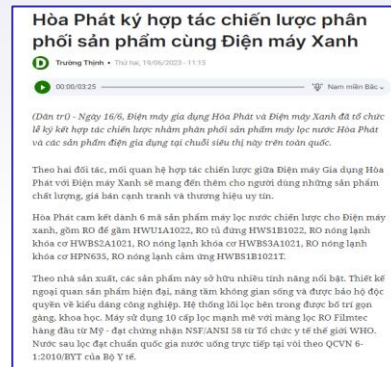 Hòa Phát ký hợp tác chiến lược phân
phối sản phẩm cùng Điện máy Xanh
D Trường Thịnh • Thứ hai, 19/06/2023 - 11:15
00:00/03:25 Nam miền Bắc
(Dân trí) - Ngày 16/6, Điện máy gia dụng Hòa Phát và Điện máy Xanh đã tổ chức
lễ ký kết hợp tác chiến lược nhằm phân phối sản phẩm máy lọc nước Hòa Phát
và các sản phẩm điện gia dụng tại chuỗi siêu thị này trên toàn quốc.
Theo hai đối tác, mối quan hệ hợp tác chiến lược giữa Điện máy Gia dụng Hòa
Phát với Điện máy Xanh sẽ mang đến thêm cho người dùng những sản phẩm
chất lượng, giá bán cạnh tranh và thương hiệu uy tín.
Hòa Phát cam kết dành 6 mã sản phẩm máy lọc nước chiến lược cho Điện máy
xanh, gồm RO để gầm HWU1A1022, RO tủ đứng HWS1B1022, RO nóng lạnh
khóa cơ HWBS2A1021, RO nóng lạnh khóa cơ HWBS3A1021, RO nóng lạnh
khóa cơ HPN635, RO nóng lạnh cảm ứng HWBS1B1021T.
Theo nhà sản xuất, các sản phẩm này sở hữu nhiều tính năng nổi bật. Thiết kế
ngoại quan sản phẩm hiện đại, nâng tầm không gian sống và được bảo hộ độc
quyền về kiểu dáng công nghiệp. Hệ thống lõi lọc bên trong được bố trí gọn
gàng, khoa học. Máy sử dụng 10 cấp lọc mạnh mẽ với màng lọc RO Filmtec
hàng đầu từ Mỹ - đạt chứng nhận NSF/ANSI 58 từ Tổ chức y tế thế giới WHO.
Nước sau lọc đạt chuẩn quốc gia nước uống trực tiếp tại vòi theo QCVN 6-
1:2010/BYT của Bộ Y tế.